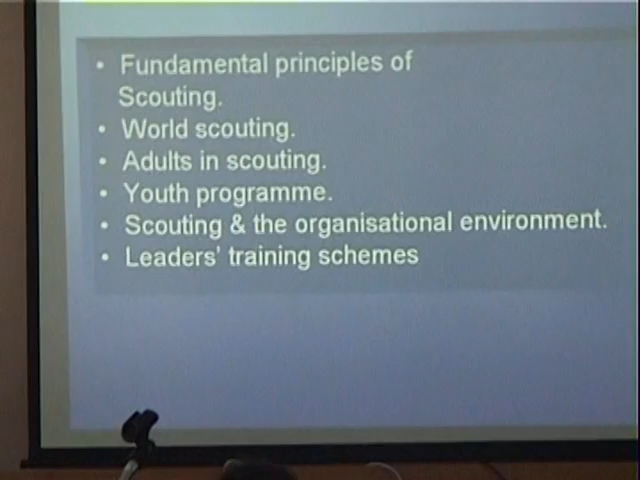 • Fundamental principles of
Scouting.
• World scouting.
• Adults in scouting.
• Youth programme.
• Scouting & the organisational environment.
• Leaders’ training schemes